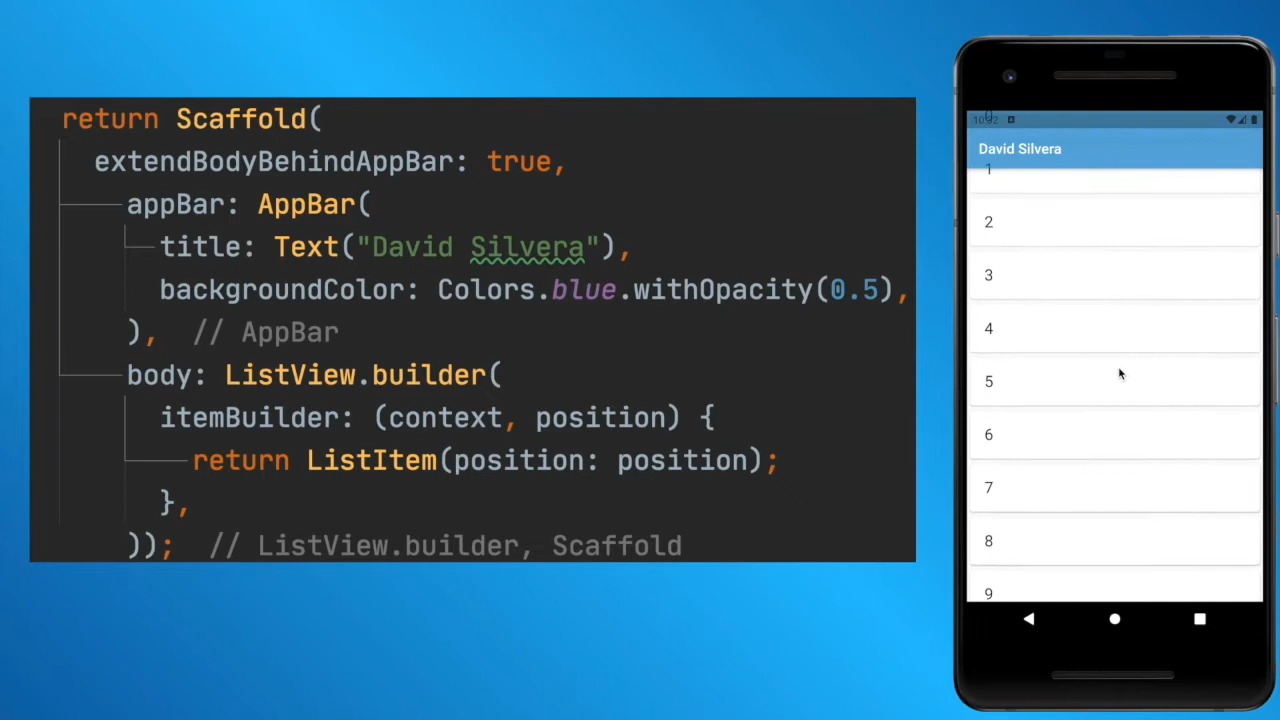 return Scaffold(
extendBodyBehindAppBar: true,
appBar: AppBar(
title: Text("David Silvera"),
backgroundColor: Colors.blue.withOpacity(0.5),
), // AppBar
body: ListView.builder(
itemBuilder: (context, position) {
return ListItem(position: position);
},
)); // ListView.builder, Scaffold
0
David Silvera
1
2
3
4
5
6
7
8
9